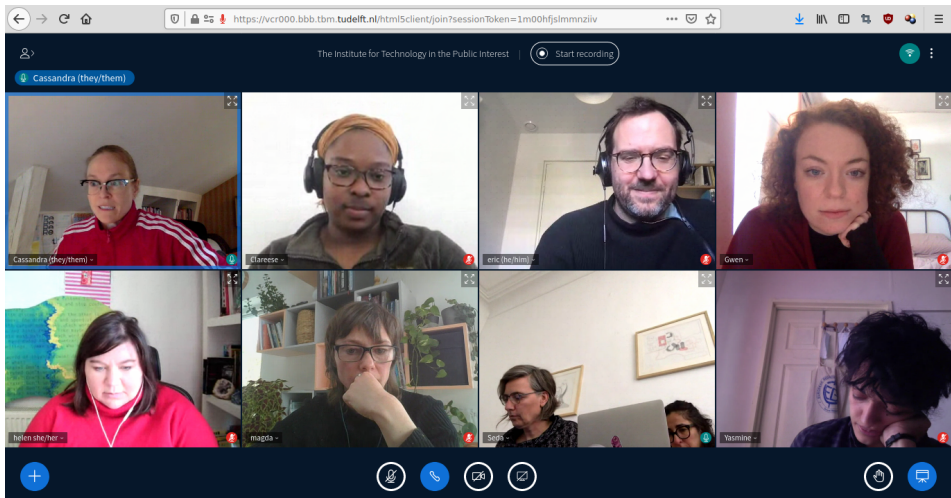 https://vcr000.bbb.tbm.tudelft.nl/html5client/join?sessionToken=1m00hfjslmmnziiv
The Institute for Technology in the Public Interest | Start recording
Cassandra (they/them)
Cassandra (they/them)
Clareese
eric (he/him)
Gwen
helen she/her
magda
Seda
Yasmine